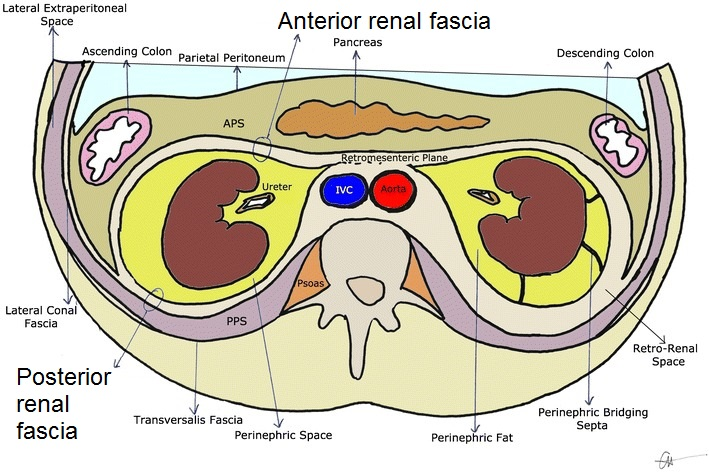 Lateral Extraperitoneal
Space
Anterior renal fascia
Ascending Colon
Parietal Peritoneum
Pancreas
Descending Colon
APS
Retromesenteric Plane
Ureter
IVC
Aorta
Psoas
PPS
Lateral Conal
Fascia
Retro-Renal
Space
Posterior
renal
fascia
Transversalis Fascia
Perinephric Space
Perinephric Fat
Perinephric Bridging
Septa